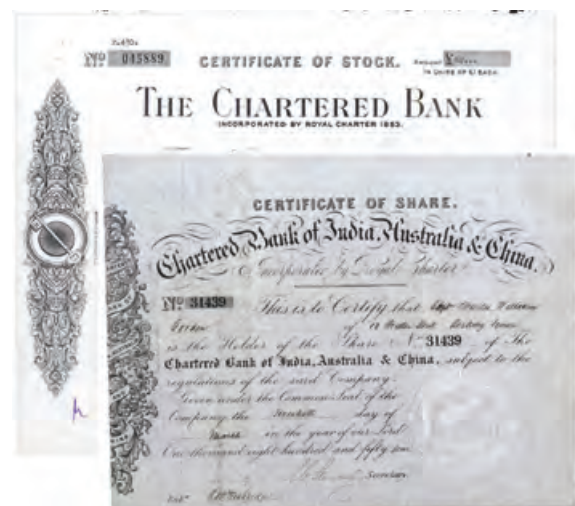 No 045889
CERTIFICATE OF STOCK.
Amount £
IN UNITS OF £1 EACH
THE CHARTERED BANK
INCORPORATED BY ROYAL CHARTER 1853.
CERTIFICATE OF SHARE.
Chartered Bank of India, Australia & China.
Incorporated by Royal Charter
No 31439 This is to Certify that
of
is the Holder of the Share No 31439 of The
Chartered Bank of India, Australia & China, subject to the
regulations of the said Company.
Given under the Common Seal of the
Company the day of
in the year of our Lord
One thousand eight hundred and fifty